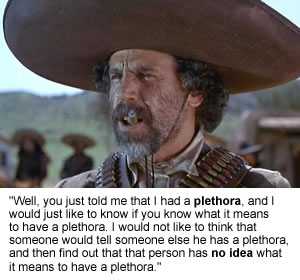 "Well, you just told me that I had a plethora, and I
would just like to know if you know what it means
to have a plethora. I would not like to think that
someone would tell someone else he has a plethora,
and then find out that that person has no idea what
it means to have a plethora."